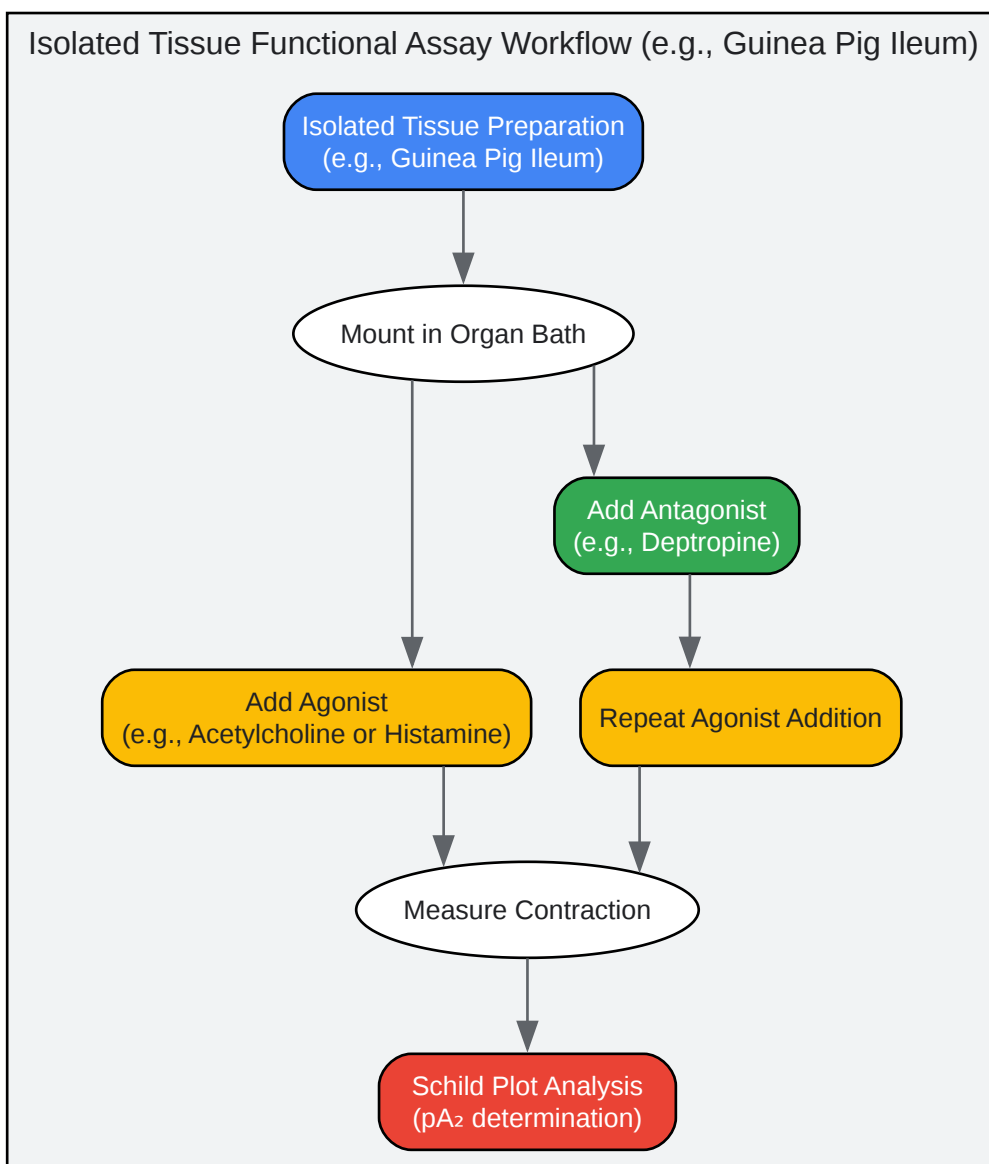 Isolated Tissue Functional Assay Workflow (e.g., Guinea Pig Ileum)
Isolated Tissue Preparation
(e.g., Guinea Pig Ileum)
Mount in Organ Bath
Add Antagonist
(e.g., Deptropine)
Add Agonist
(e.g., Acetylcholine or Histamine)
Repeat Agonist Addition
Measure Contraction
Schild Plot Analysis
(pA₂ determination)